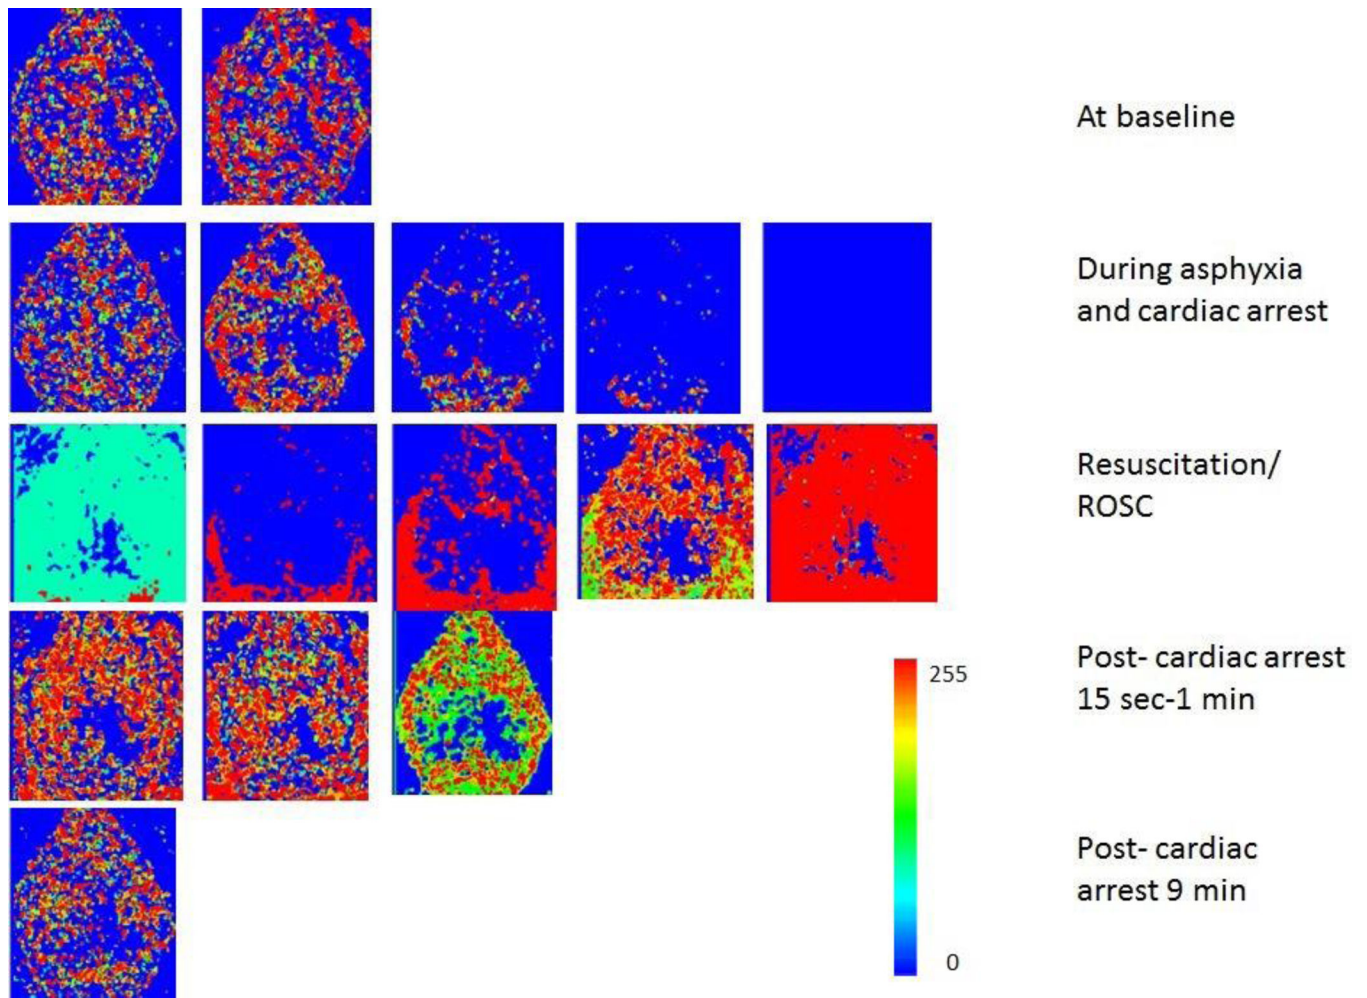 At baseline
During asphyxia
and cardiac arrest
Resuscitation/
ROSC
Post- cardiac arrest
15 sec-1 min
255
0
Post- cardiac
arrest 9 min